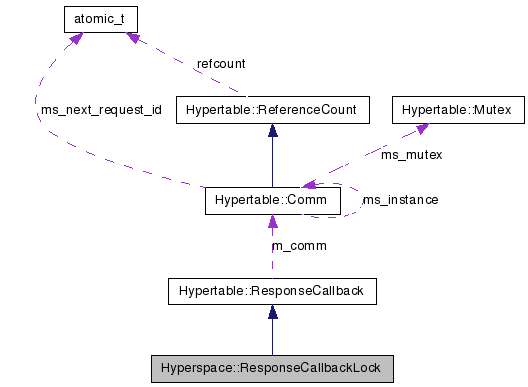 atomic_t
refcount
ms_next_request_id
Hypertable::ReferenceCount
Hypertable::Mutex
ms_mutex
Hypertable::Comm
ms_instance
m_comm
Hypertable::ResponseCallback
Hyperspace::ResponseCallbackLock